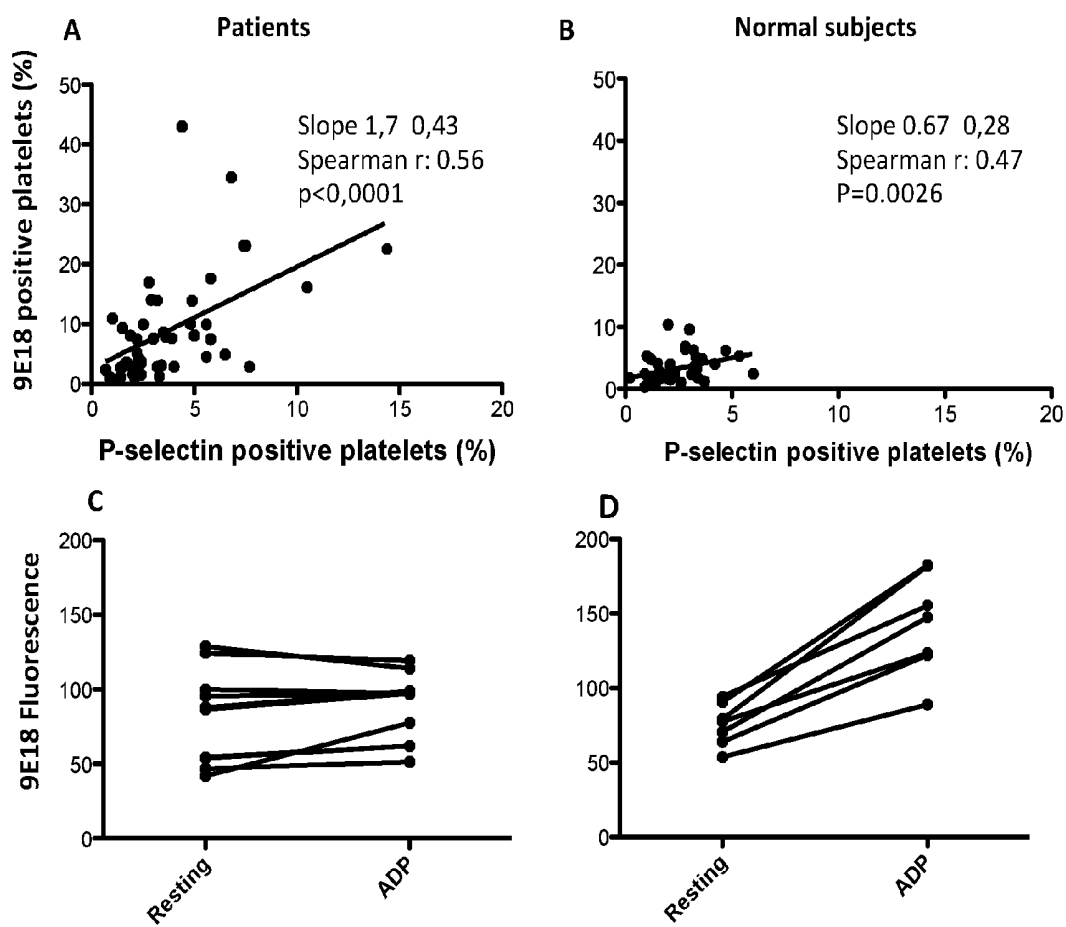 A
Patients
B
Normal subjects
9E18 positive platelets (%)
50
40
30
20
10
0
Slope 1,7 0,43
Spearman r: 0.56
p<0,0001
0
5
10
15
20
P-selectin positive platelets (%)
50
40
30
20
10
0
Slope 0.67 0,28
Spearman r: 0.47
P=0.0026
0
5
10
15
20
P-selectin positive platelets (%)
C
9E18 Fluorescence
200
150
100
50
0
Resting
ADP
D
200
150
100
50
0
Resting
ADP